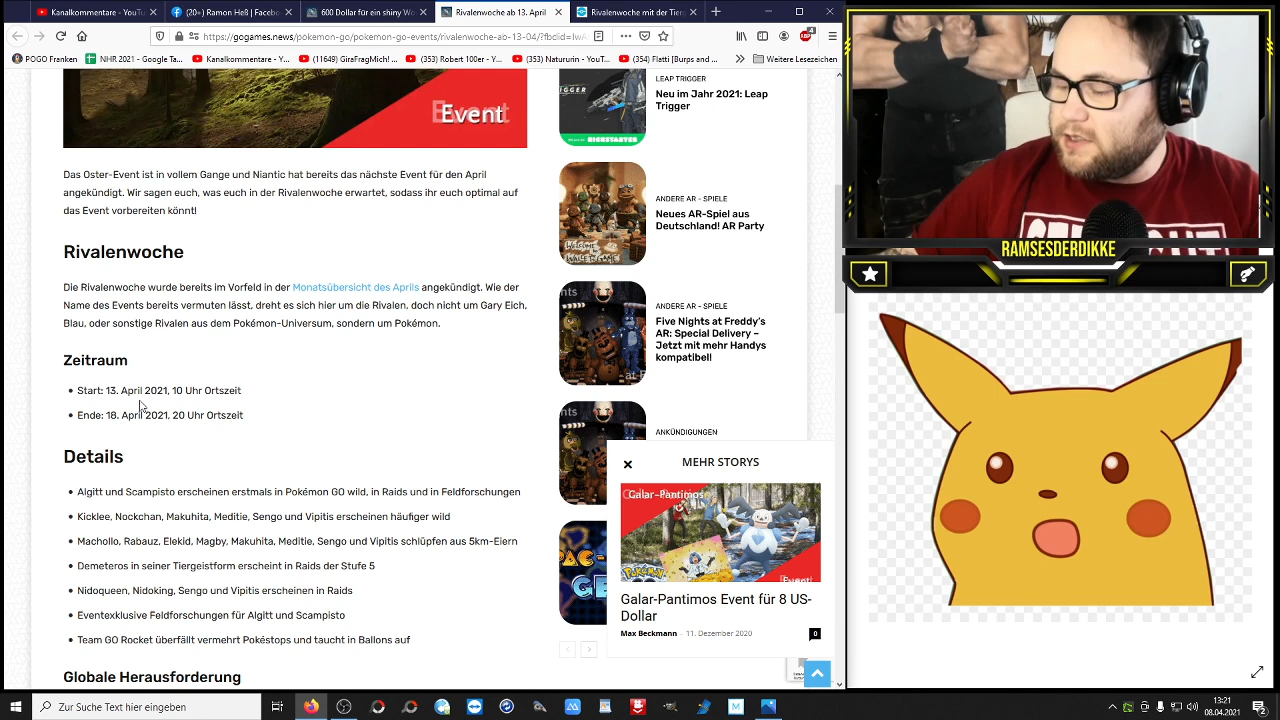 Kanalkommentare - YouT
(20+) Ramon Heß | Facebook
600 Dollar für ein shiny Wo
Rivalenwoche ab 13. April
Rivalenwoche mit der Tier
https://gogames.news/pokemon-go/pokemon-go-events/rivalenwoche-ab-13-04/?fbclid=IwA
POGO Franken
NHR 2021 - Google Ta...
Kanalkommentare - Y...
(11649) GiraFragMich! ...
(353) Robert 100er - Y...
(353) Natururin - YouT...
(354) Flatti [Burps and ...
Weitere Lesezeichen
Event
Das Oster-Event ist in vollem Gange und Niantic hat bereits das nächste Event für den April
angekündigt. Wir sagen euch, was euch in der Rivalenwoche erwartet, sodass ihr euch optimal auf
das Event vorbereiten könnt!
Rivalenwoche
Die Rivalenwoche wurde bereits im Vorfeld in der Monatsübersicht des Aprils angekündigt. Wie der
Name des Events bereits vermuten lässt, dreht es sich hier um die Rivalen, doch nicht um Gary Eich,
Blau, oder sonstige Rivalen aus dem Pokémon-Universum, sondern um Pokémon.
Zeitraum
Start: 13. April 2021, 10 Uhr Ortszeit
Ende: 18. April 2021, 20 Uhr Ortszeit
Details
Algitt und Scampisto erscheinen erstmals in Pokémon GO wild, in Raids und in Feldforschungen
Kicklee, Nockchan, Makuhita, Meditie, Sengo und Vipitis erscheinen häufiger wild
Machollo, Rabauz, Elekid, Magby, Makuhita, Meditie, Sengo und Vipitis schlüpfen aus 5km-Eiern
Demeteros in seiner Tiergeistform erscheint in Raids der Stufe 5
Nidoqueen, Nidoking, Sengo und Vipitis erscheinen in Raids
Eventexklusive Feldforschungen für Algitt und Scampisto
Team GO Rocket überfällt vermehrt Pokéstops und taucht in Ballons auf
Globale Herausforderung
LEAP TRIGGER
Neu im Jahr 2021: Leap
Trigger
KICKSTARTER
ANDERE AR - SPIELE
Neues AR-Spiel aus
Deutschland! AR Party
ANDERE AR - SPIELE
Five Nights at Freddy's
AR: Special Delivery –
Jetzt mit mehr Handys
kompatibel!
ANKÜNDIGUNGEN
MEHR STORYS
Galar-Pantimos
Galar-Pantimos Event für 8 US-
Dollar
Max Beckmann - 11. Dezember 2020
0
RAMSESDERDIKKE
Zur Suche Text hier eingeben
13:21
08.04.2021